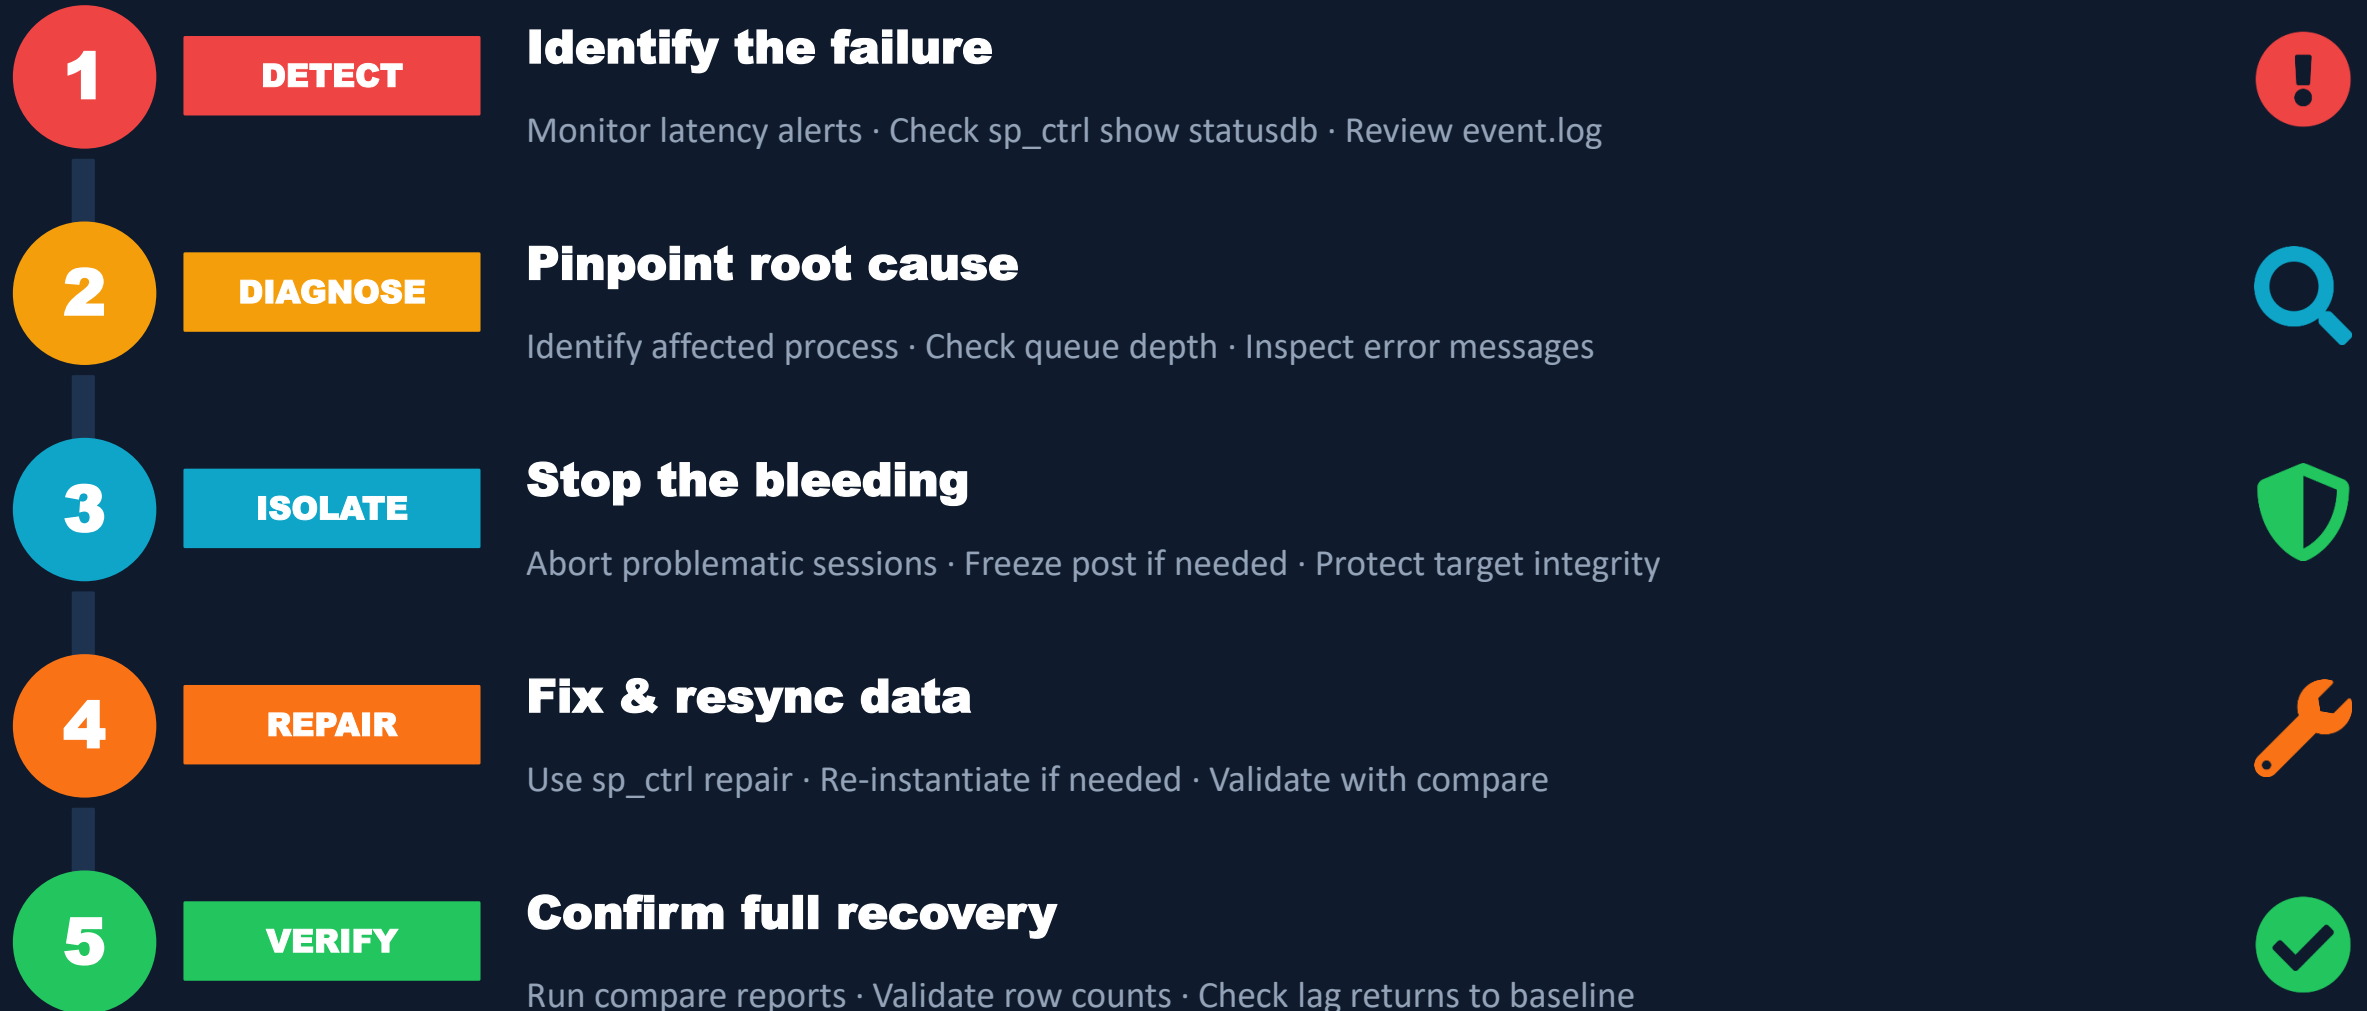 1
DETECT
Identify the failure
Monitor latency alerts · Check sp_ctrl show statusdb · Review event.log
2
DIAGNOSE
Pinpoint root cause
Identify affected process · Check queue depth · Inspect error messages
3
ISOLATE
Stop the bleeding
Abort problematic sessions · Freeze post if needed · Protect target integrity
4
REPAIR
Fix & resync data
Use sp_ctrl repair · Re-instantiate if needed · Validate with compare
5
VERIFY
Confirm full recovery
Run compare reports · Validate row counts · Check lag returns to baseline